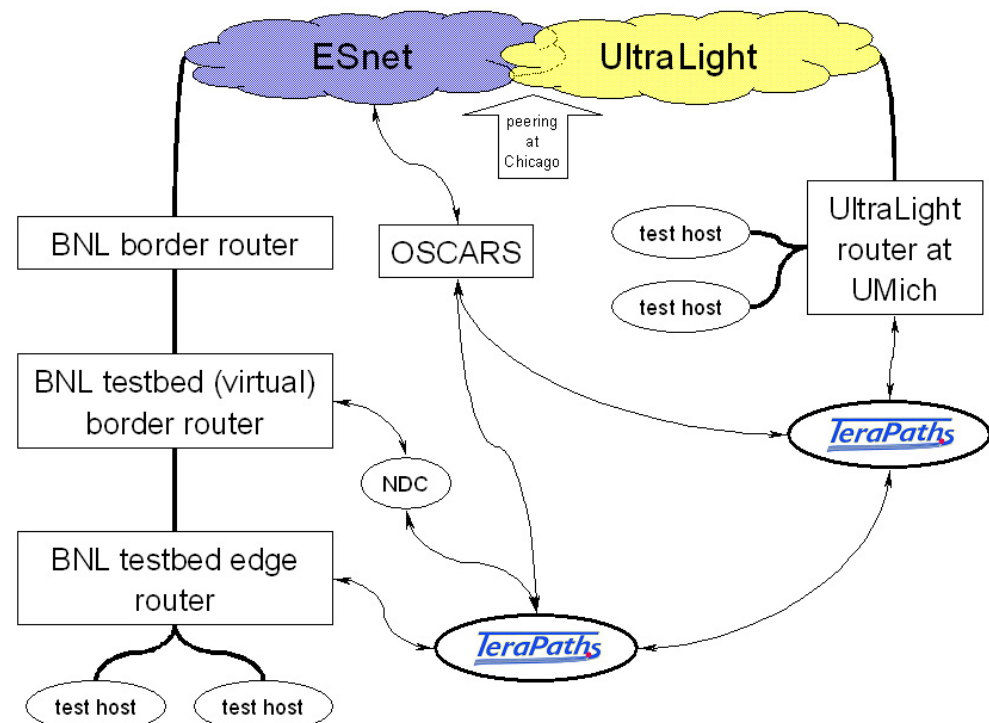 ESnet
UltraLight
peering
at
Chicago
BNL border router
OSCARS
test host
test host
UltraLight
router at
UMich
BNL testbed (virtual)
border router
NDC
TeraPaths
BNL testbed edge
router
TeraPaths
test host
test host